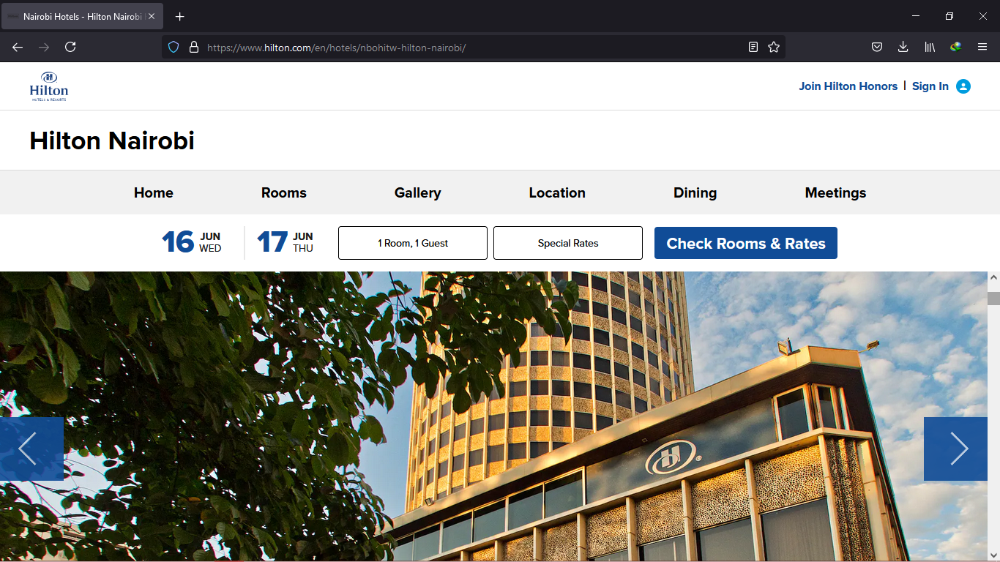 Nairobi Hotels - Hilton Nairobi
https://www.hilton.com/en/hotels/nbohitw-hilton-nairobi/
Hilton
HOTELS & RESORTS
Join Hilton Honors | Sign In
Hilton Nairobi
Home Rooms Gallery Location Dining Meetings
16 JUN WED 17 JUN THU 1 Room, 1 Guest Special Rates Check Rooms & Rates
H ®